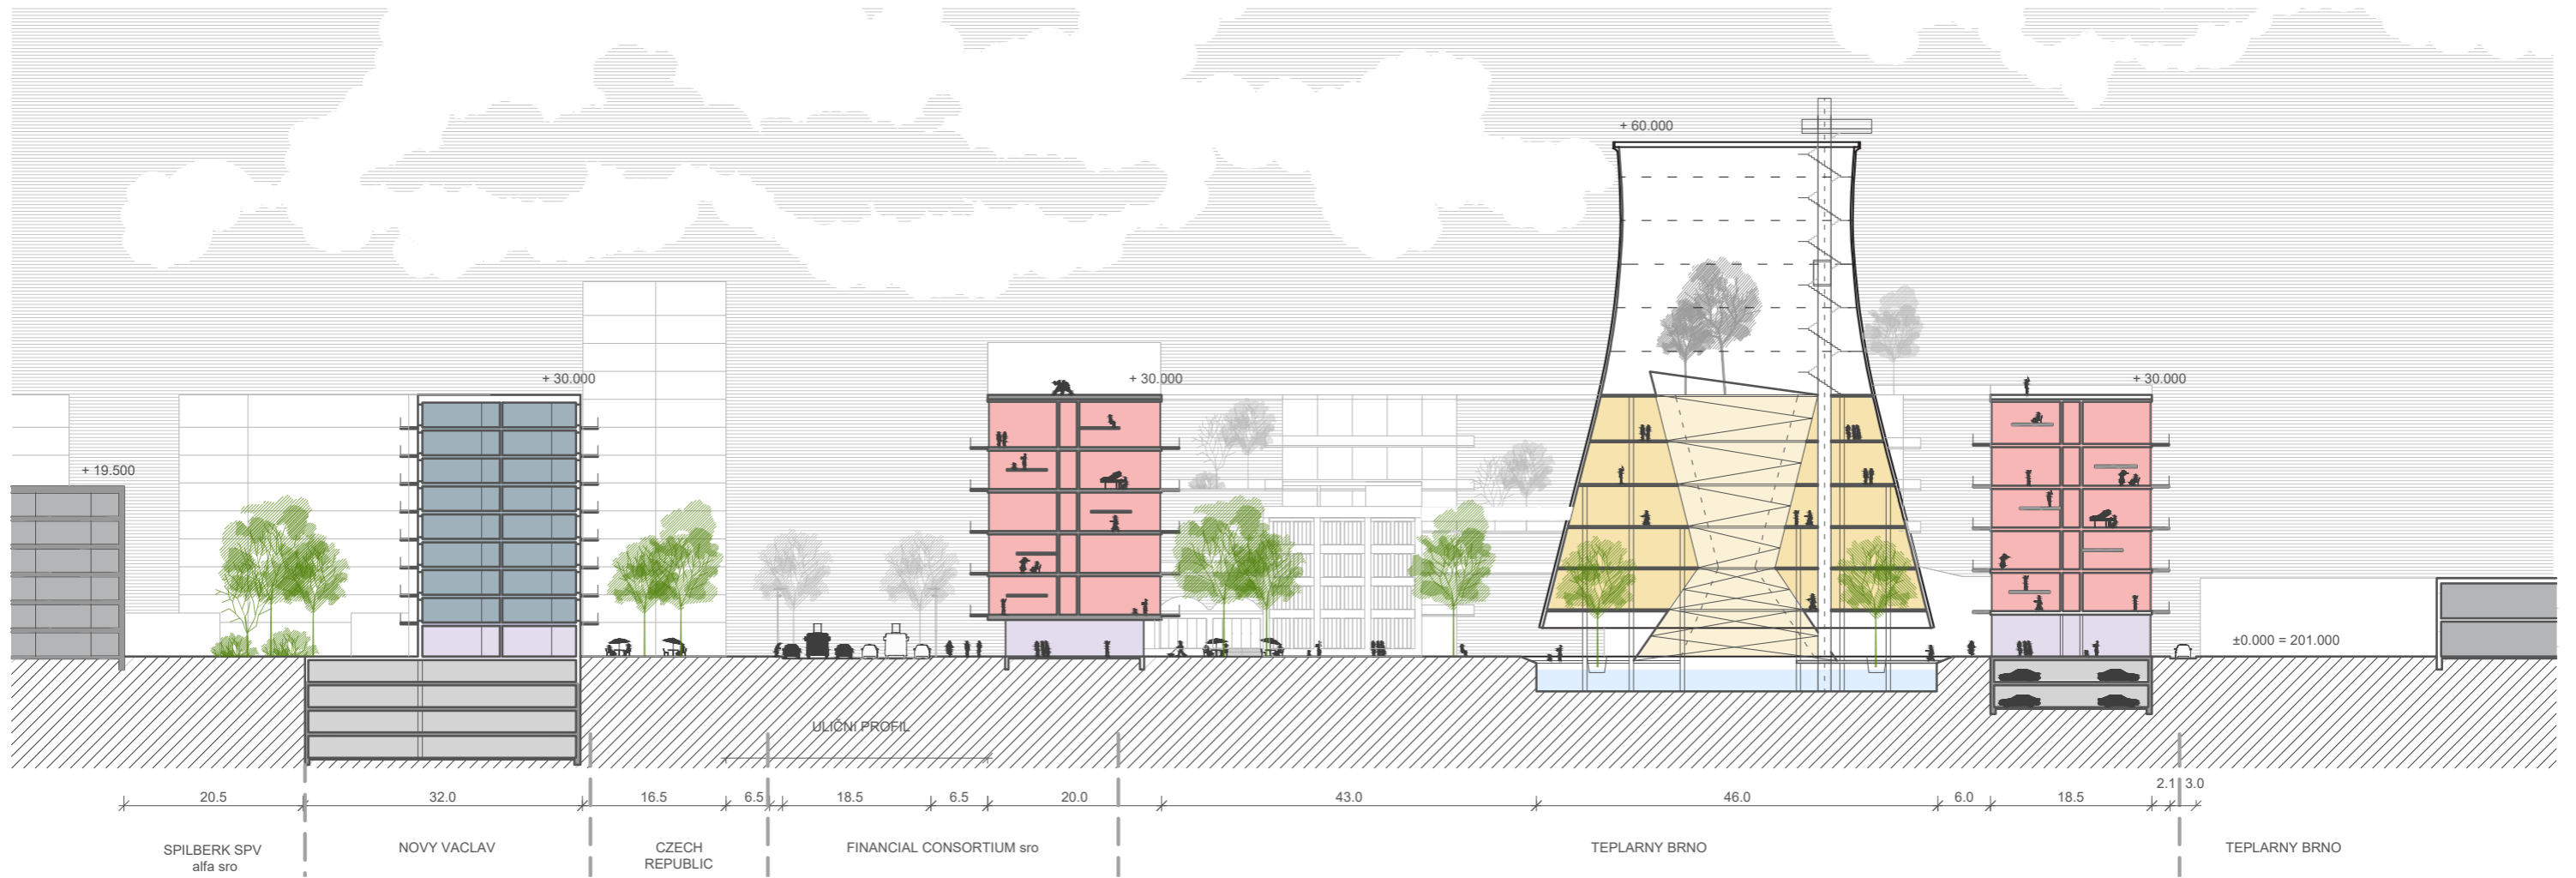 + 60.000
+ 30.000
+ 30.000
+ 30.000
+ 19.500
±0.000 = 201.000
ULIČNÍ PROFIL
20.5
32.0
16.5
6.5
18.5
6.5
20.0
43.0
46.0
6.0
18.5
2.1
3.0
SPILBERK SPV
alfa sro
NOVY VACLAV
CZECH
REPUBLIC
FINANCIAL CONSORTIUM sro
TEPLARNY BRNO
TEPLARNY BRNO